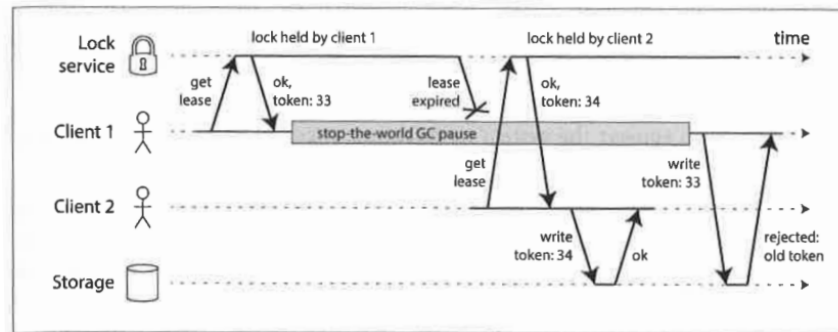 Lock
service
lock held by client 1
lock held by client 2
time
get
lease
ok,
token: 33
lease
expired
ok,
token: 34
Client 1
stop-the-world GC pause
get
lease
write
token: 33
Client 2
write
token: 34
ok
rejected:
old token
Storage